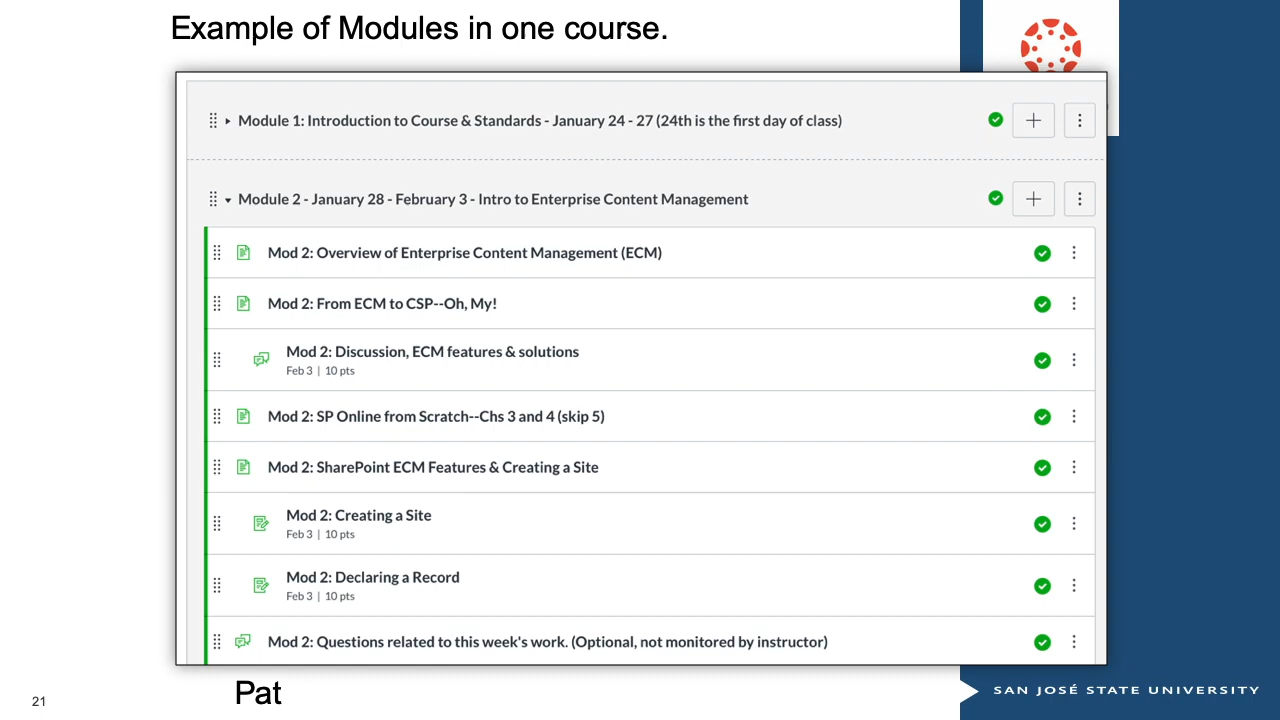 Example of Modules in one course.
Module 1: Introduction to Course & Standards - January 24 - 27 (24th is the first day of class)
Module 2 - January 28 - February 3 - Intro to Enterprise Content Management
Mod 2: Overview of Enterprise Content Management (ECM)
Mod 2: From ECM to CSP--Oh, My!
Mod 2: Discussion, ECM features & solutions
Feb 3 | 10 pts
Mod 2: SP Online from Scratch--Chs 3 and 4 (skip 5)
Mod 2: SharePoint ECM Features & Creating a Site
Mod 2: Creating a Site
Feb 3 | 10 pts
Mod 2: Declaring a Record
Feb 3 | 10 pts
Mod 2: Questions related to this week's work. (Optional, not monitored by instructor)
21
Pat
SAN JOSÉ STATE UNIVERSITY